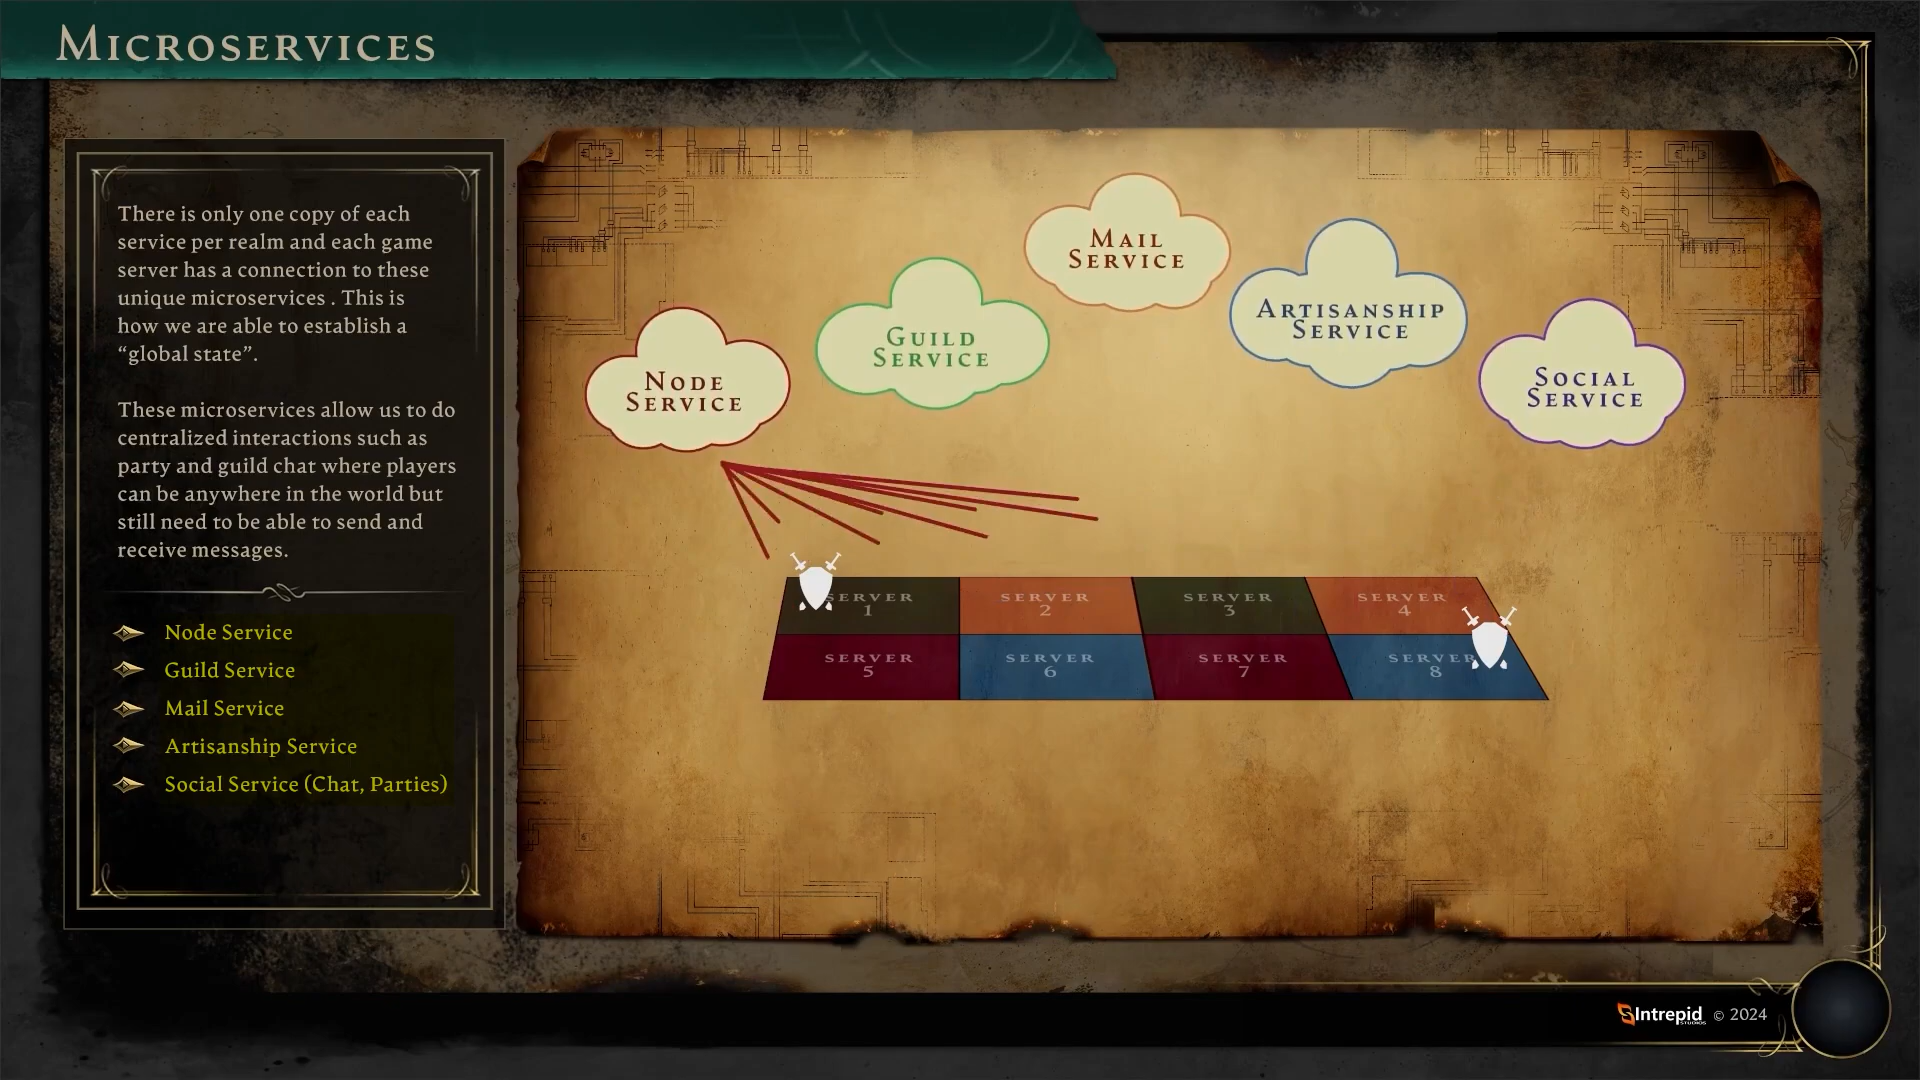 Microservices
There is only one copy of each
service per realm and each game
server has a connection to these
unique microservices . This is
how we are able to establish a
“global state”.
These microservices allow us to do
centralized interactions such as
party and guild chat where players
can be anywhere in the world but
still need to be able to send and
receive messages.
Node Service
Guild Service
Mail Service
Artisanship Service
Social Service (Chat, Parties)
Node
Service
Guild
Service
Mail
Service
Artisanship
Service
Social
Service
Server
1
Server
2
Server
3
Server
4
Server
5
Server
6
Server
7
Server
8
Intrepid
STUDIOS
© 2024